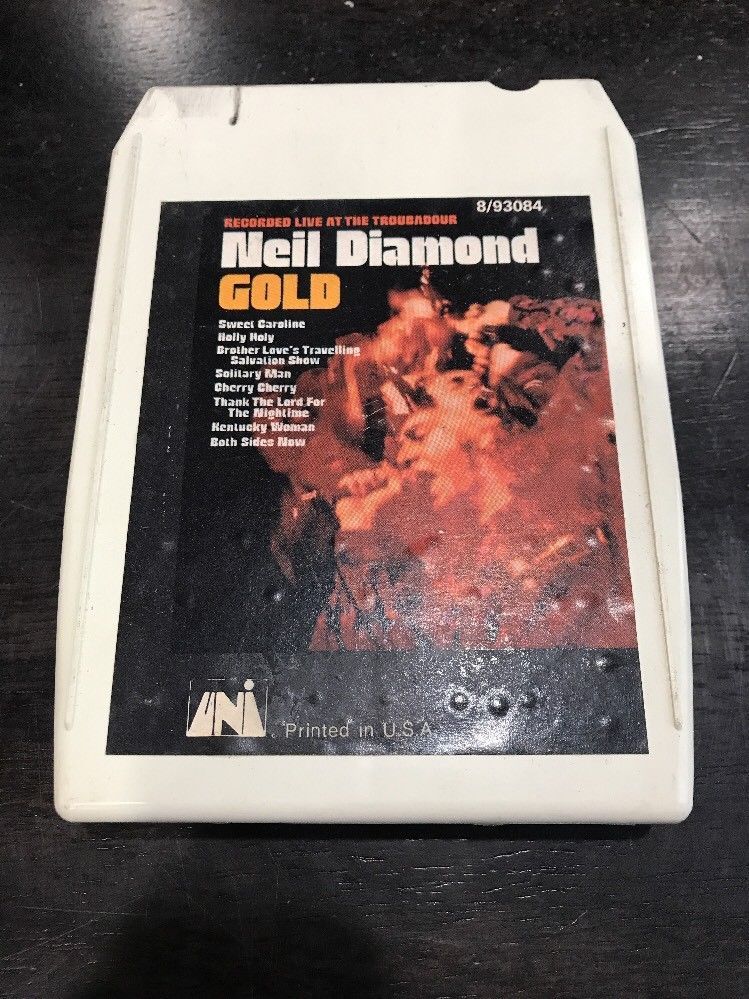 8/93084
RECORDED LIVE AT THE TROUBADOUR
Neil Diamond
GOLD
Sweet Caroline
Holly Holy
Brother Love's Travelling
Salvation Show
Solitary Man
Cherry Cherry
Thank The Lord For
The Nightime
Kentucky Woman
Both Sides Now
UNI
Printed in U.S.A.